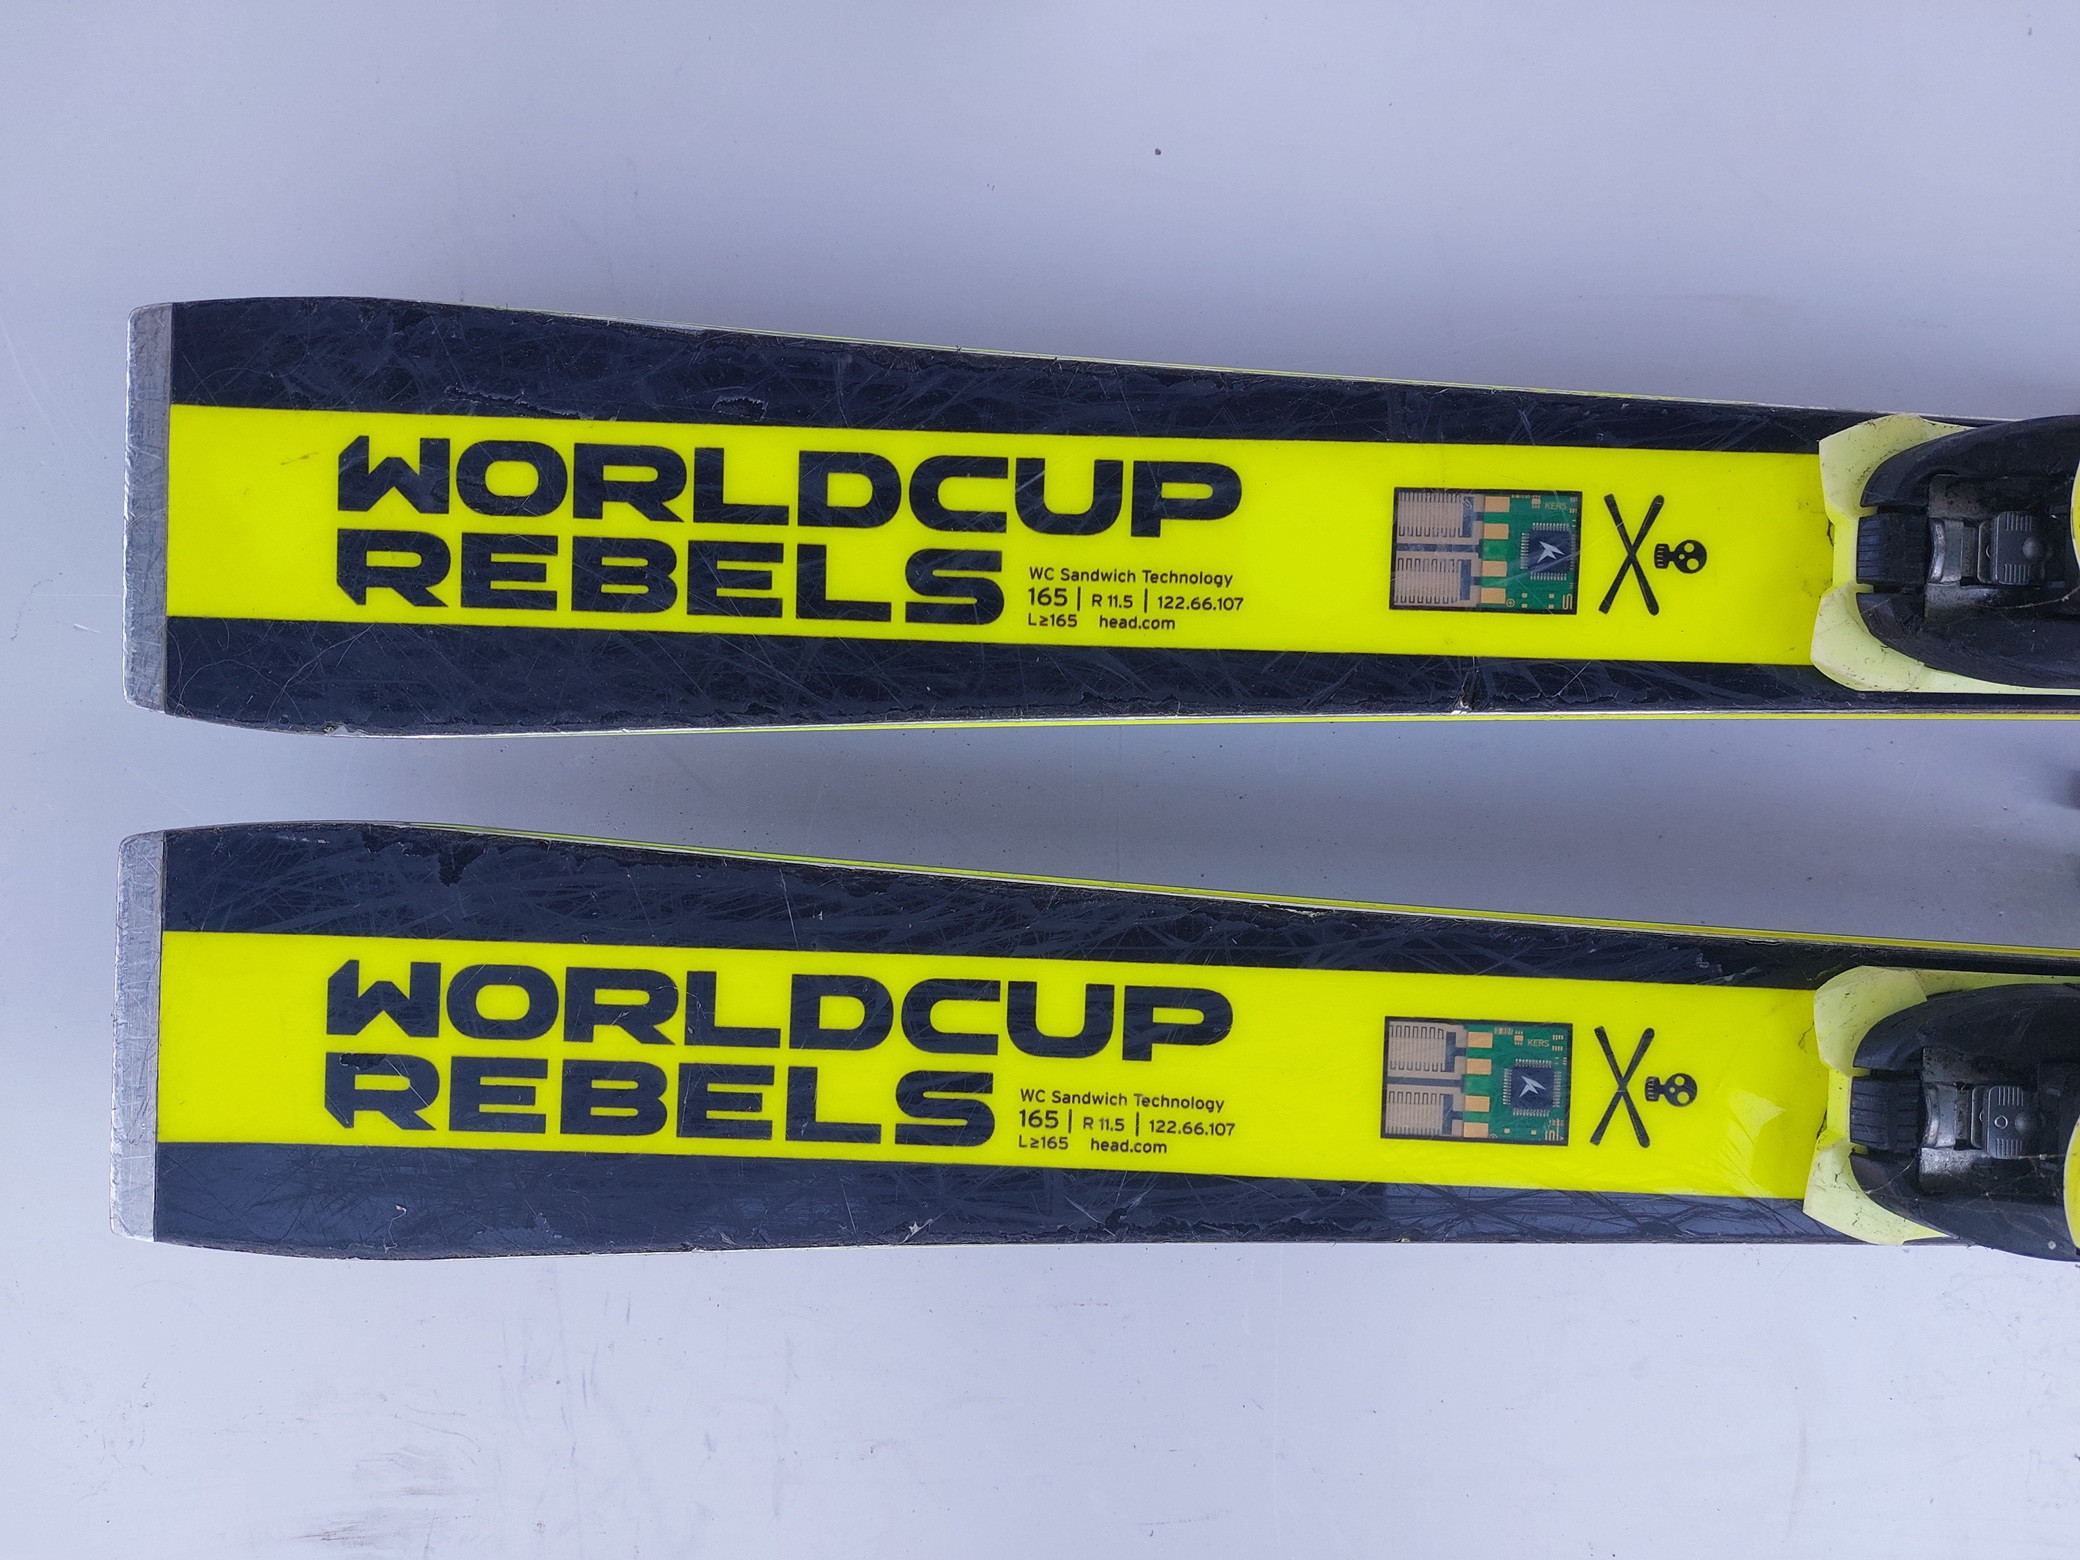 WORLDCUP
REBELS
WC Sandwich Technology
165 | R 11.5 | 122.66.107
L≥165 head.com
KERS
WORLDCUP
REBELS
WC Sandwich Technology
165 | R 11.5 | 122.66.107
L≥165 head.com
KERS